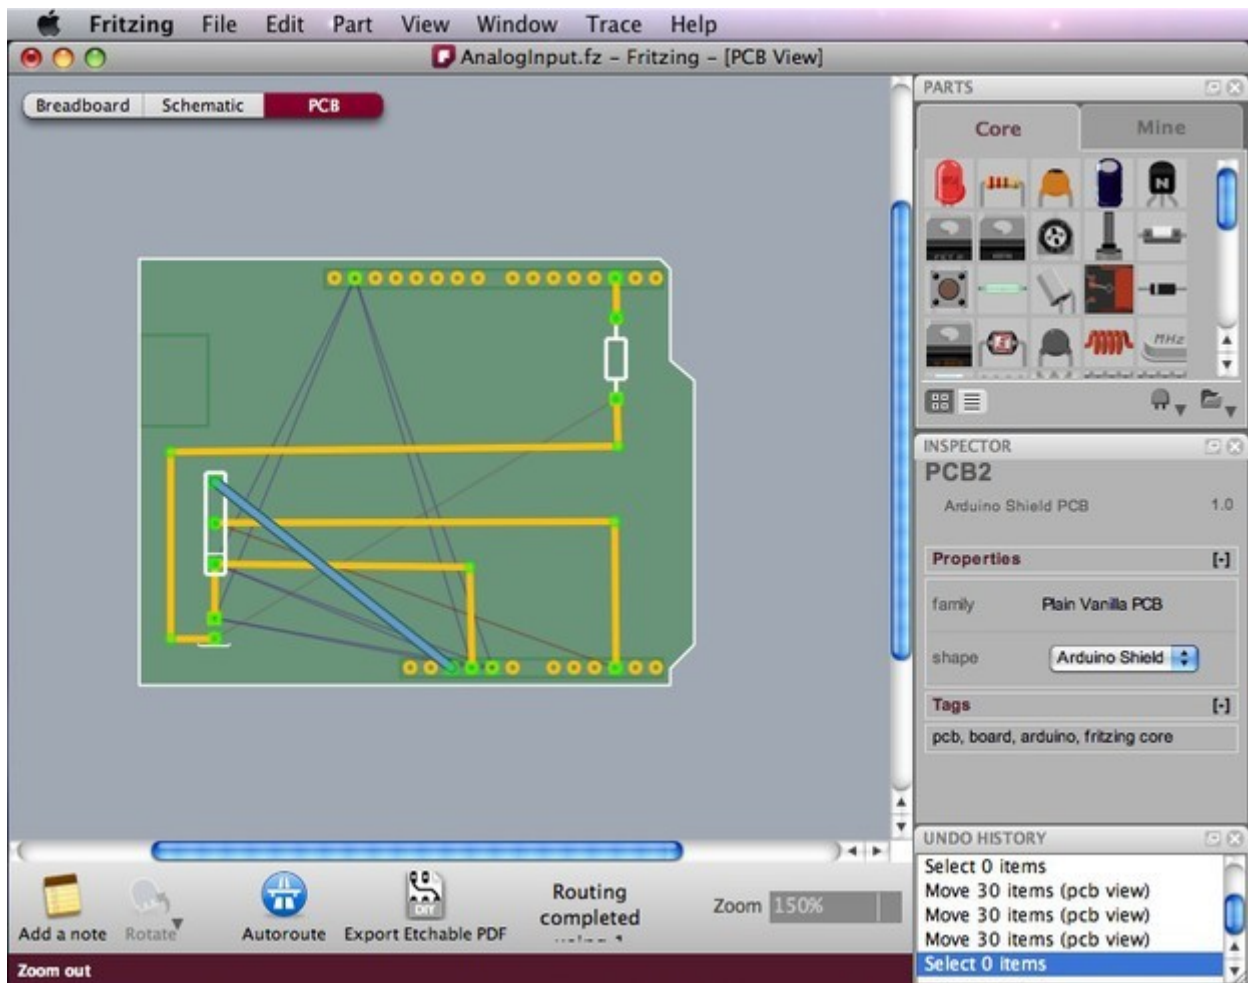 Fritzing File Edit Part View Window Trace Help
AnalogInput.fz – Fritzing – [PCB View]
Breadboard Schematic PCB
PARTS
Core Mine
N
MHz
INSPECTOR
PCB2
Arduino Shield PCB 1.0
Properties [-]
family Plain Vanilla PCB
shape Arduino Shield
Tags [-]
pcb, board, arduino, fritzing core
UNDO HISTORY
Select 0 items
Move 30 items (pcb view)
Move 30 items (pcb view)
Move 30 items (pcb view)
Select 0 items
Add a note Rotate Autoroute DIY Export Etchable PDF
Routing
completed
Zoom 150%
Zoom out